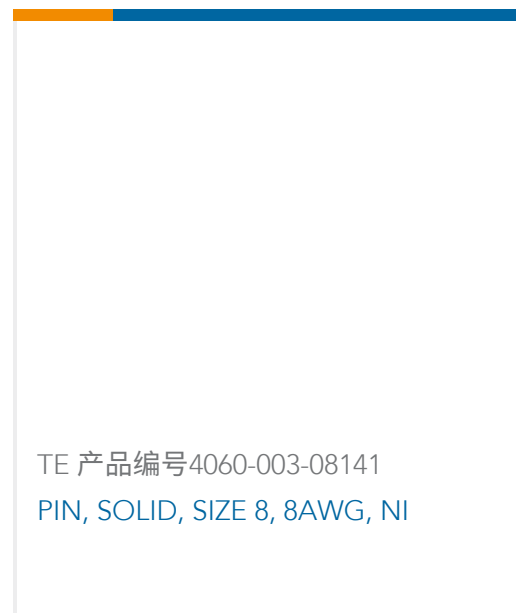 TE 产品编号4060-003-08141
PIN, SOLID, SIZE 8, 8AWG, NI